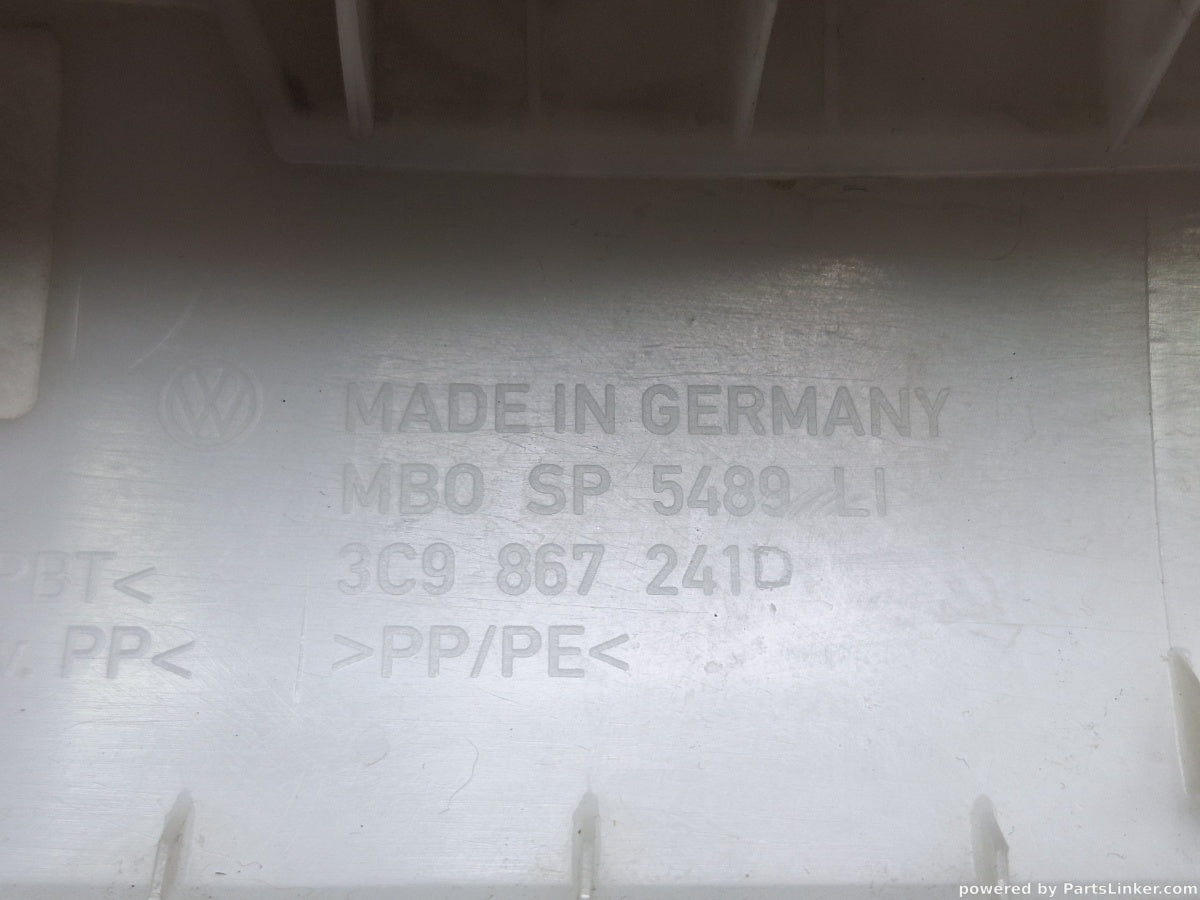 MADE IN GERMANY
MBO SP 5489 LI
PBT< 3C9 867 241D
PP< >PP/PE<
powered by PartsLinker.com